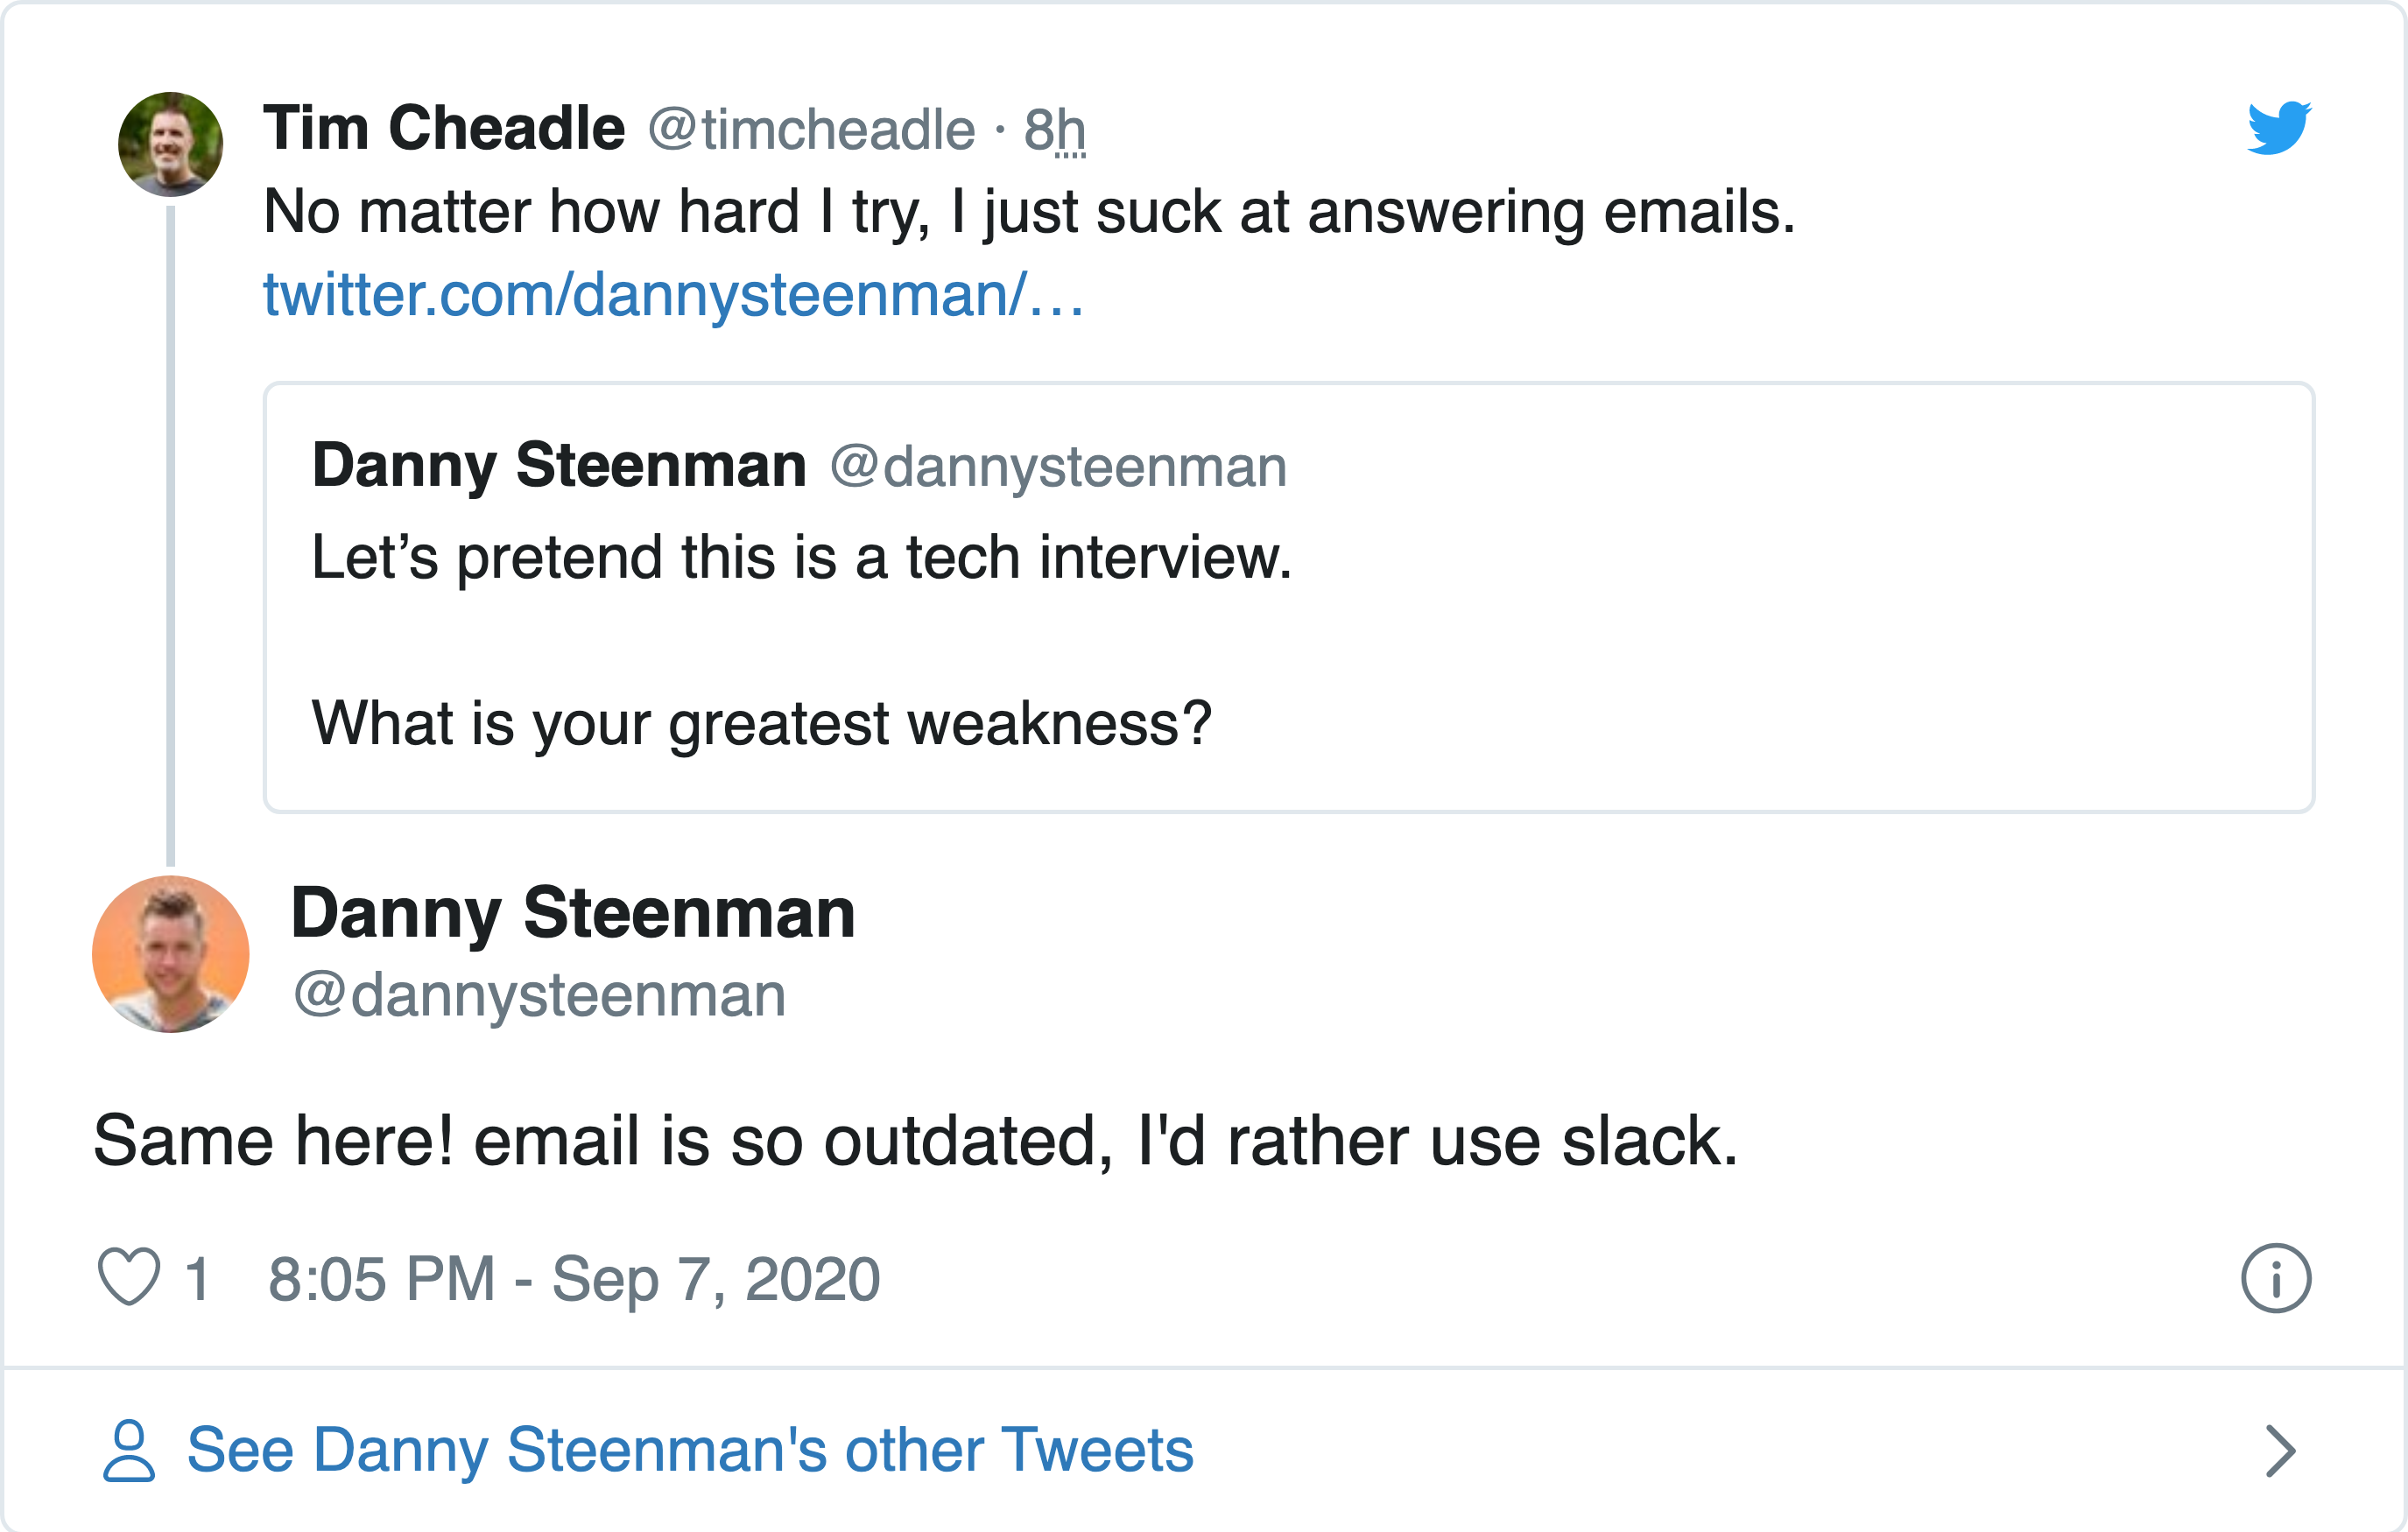 Tim Cheadle @timcheadle · 8h
No matter how hard I try, I just suck at answering emails.
twitter.com/dannysteenman/…
Danny Steenman @dannysteenman
Let’s pretend this is a tech interview.
What is your greatest weakness?
Danny Steenman
@dannysteenman
Same here! email is so outdated, I'd rather use slack.
1 8:05 PM - Sep 7, 2020
See Danny Steenman's other Tweets